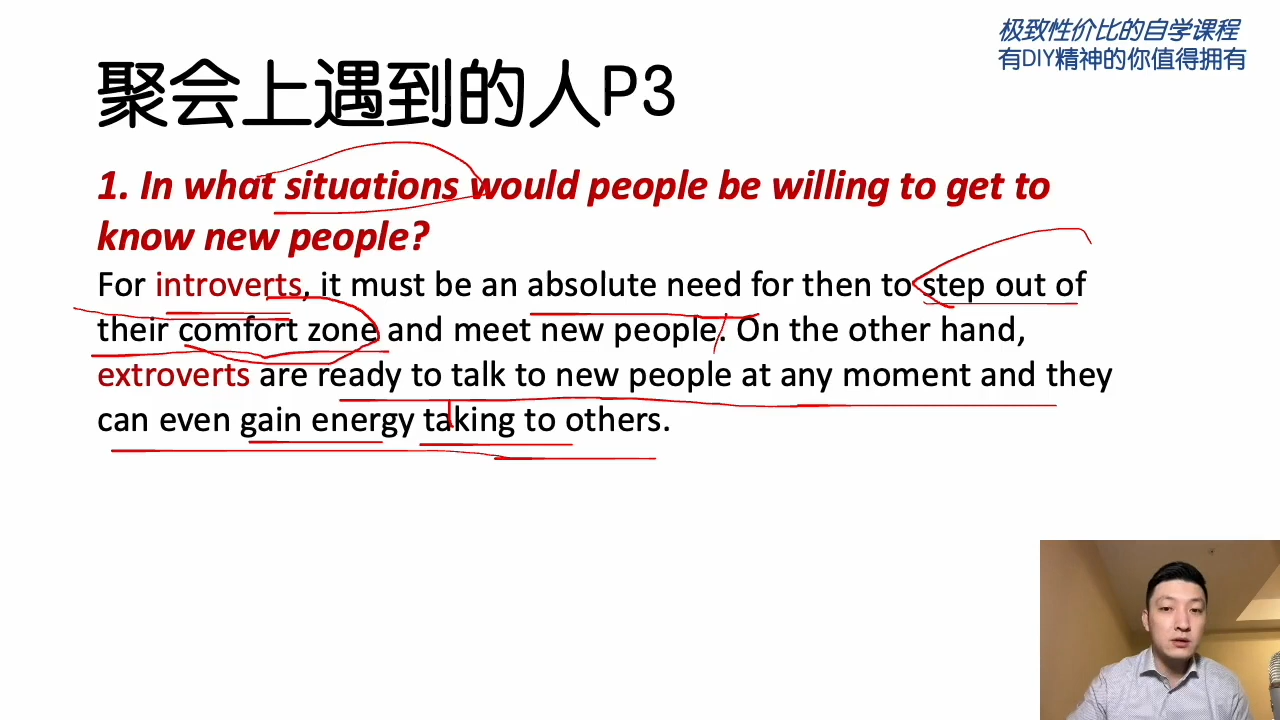 极致性价比的自学课程
有DIY精神的你值得拥有
聚会上遇到的人P3
1. In what situations would people be willing to get to
know new people?
For introverts, it must be an absolute need for then to step out of
their comfort zone and meet new people. On the other hand,
extroverts are ready to talk to new people at any moment and they
can even gain energy taking to others.